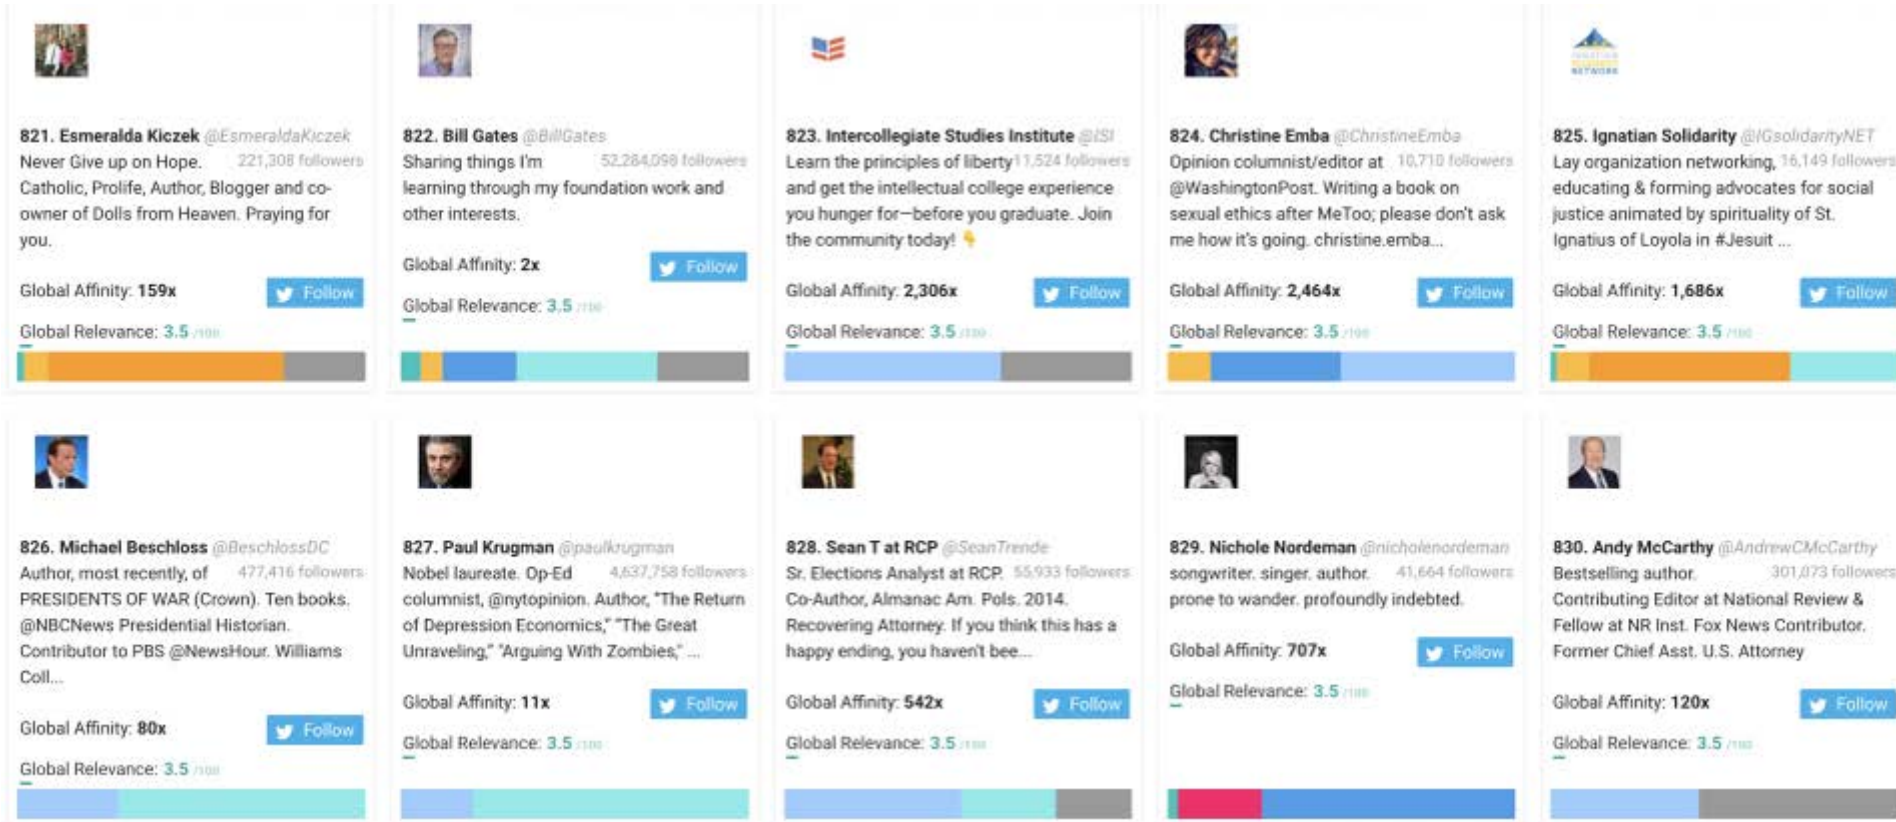 821. Esmeralda Kiczek @EsmeraldaKiczek
Never Give up on Hope. 221,308 followers
Catholic, Prolife, Author, Blogger and co-
owner of Dolls from Heaven. Praying for
you.
Global Affinity: 159x
Follow
Global Relevance: 3.5 /100
822. Bill Gates @BillGates
Sharing things I'm 52,284,098 followers
learning through my foundation work and
other interests.
Global Affinity: 2x
Follow
Global Relevance: 3.5 /100
823. Intercollegiate Studies Institute @ISI
Learn the principles of liberty 11,524 followers
and get the intellectual college experience
you hunger for—before you graduate. Join
the community today! 👇
Global Affinity: 2,306x
Follow
Global Relevance: 3.5 /100
824. Christine Emba @ChristineEmba
Opinion columnist/editor at 10,710 followers
@WashingtonPost. Writing a book on
sexual ethics after MeToo; please don't ask
me how it's going. christine.emba...
Global Affinity: 2,464x
Follow
Global Relevance: 3.5 /100
NETWORK
825. Ignatian Solidarity @IGsolidarityNET
Lay organization networking, 16,149 followers
educating & forming advocates for social
justice animated by spirituality of St.
Ignatius of Loyola in #Jesuit ...
Global Affinity: 1,686x
Follow
Global Relevance: 3.5 /100
826. Michael Beschloss @BeschlossDC
Author, most recently, of 477,416 followers
PRESIDENTS OF WAR (Crown). Ten books.
@NBCNews Presidential Historian.
Contributor to PBS @NewsHour. Williams
Coll...
Global Affinity: 80x
Follow
Global Relevance: 3.5 /100
827. Paul Krugman @paulkrugman
Nobel laureate. Op-Ed 4,637,758 followers
columnist, @nytopinion. Author, "The Return
of Depression Economics," "The Great
Unraveling," "Arguing With Zombies," ...
Global Affinity: 11x
Follow
Global Relevance: 3.5 /100
828. Sean T at RCP @SeanTrende
Sr. Elections Analyst at RCP. 55,933 followers
Co-Author, Almanac Am. Pols. 2014.
Recovering Attorney. If you think this has a
happy ending, you haven't bee...
Global Affinity: 542x
Follow
Global Relevance: 3.5 /100
829. Nichole Nordeman @nicholenordeman
songwriter. singer. author. 41,664 followers
prone to wander. profoundly indebted.
Global Affinity: 707x
Follow
Global Relevance: 3.5 /100
830. Andy McCarthy @AndrewCMcCarthy
Bestselling author. 301,073 followers
Contributing Editor at National Review &
Fellow at NR Inst. Fox News Contributor.
Former Chief Asst. U.S. Attorney
Global Affinity: 120x
Follow
Global Relevance: 3.5 /100